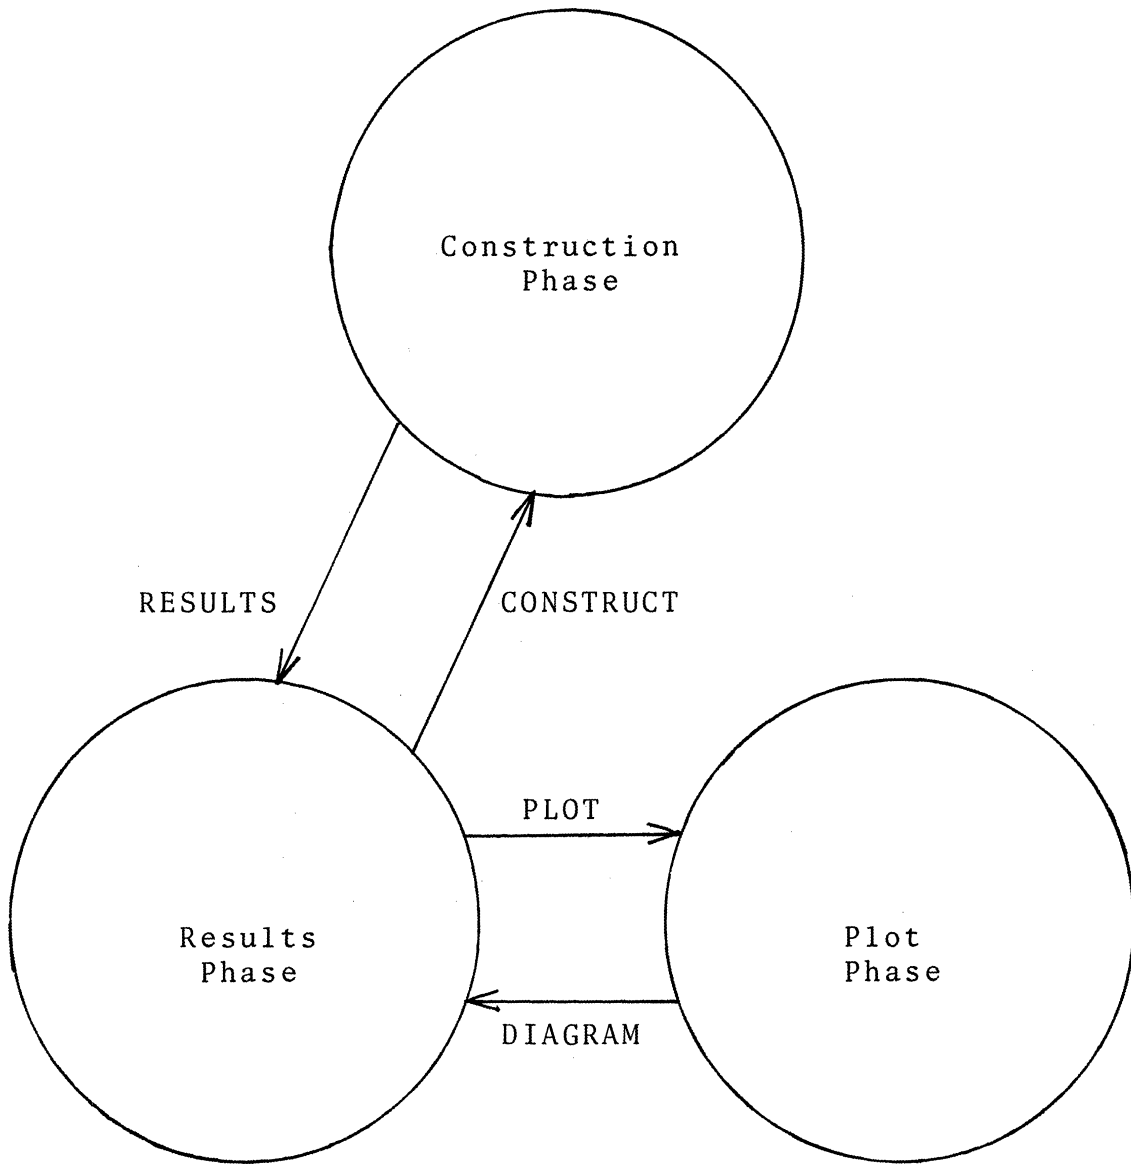 Construction
Phase
RESULTS
CONSTRUCT
PLOT
Results
Phase
Plot
Phase
DIAGRAM